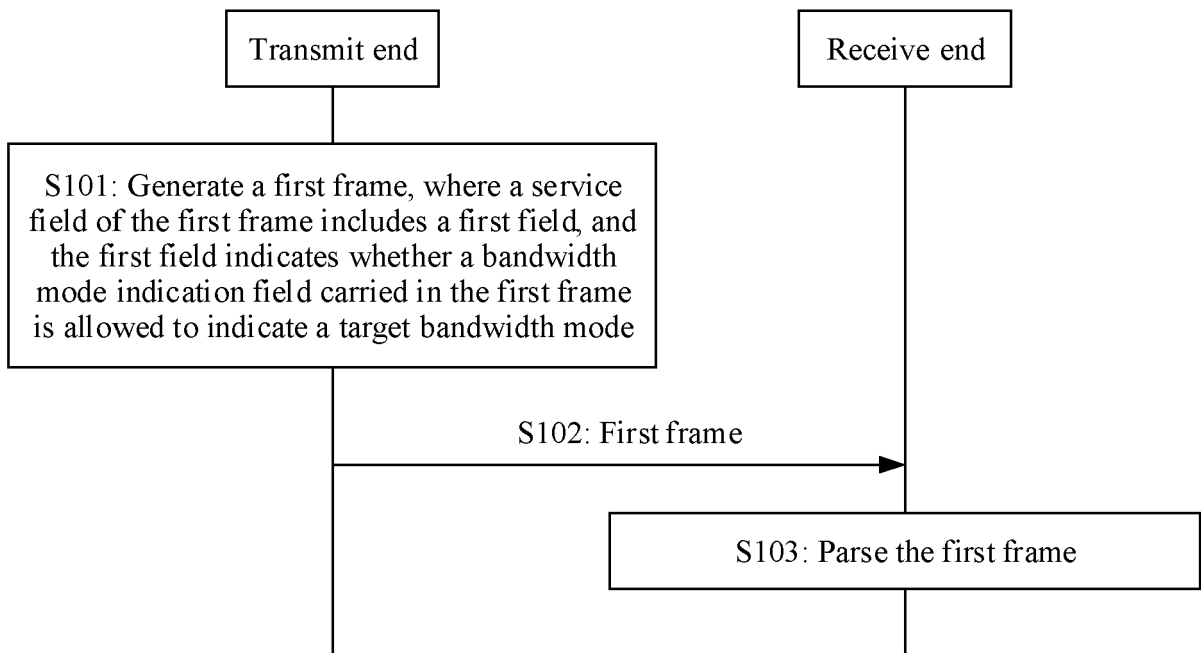 Transmit end
Receive end
S101: Generate a first frame, where a service
field of the first frame includes a first field, and
the first field indicates whether a bandwidth
mode indication field carried in the first frame
is allowed to indicate a target bandwidth mode
S102: First frame
S103: Parse the first frame